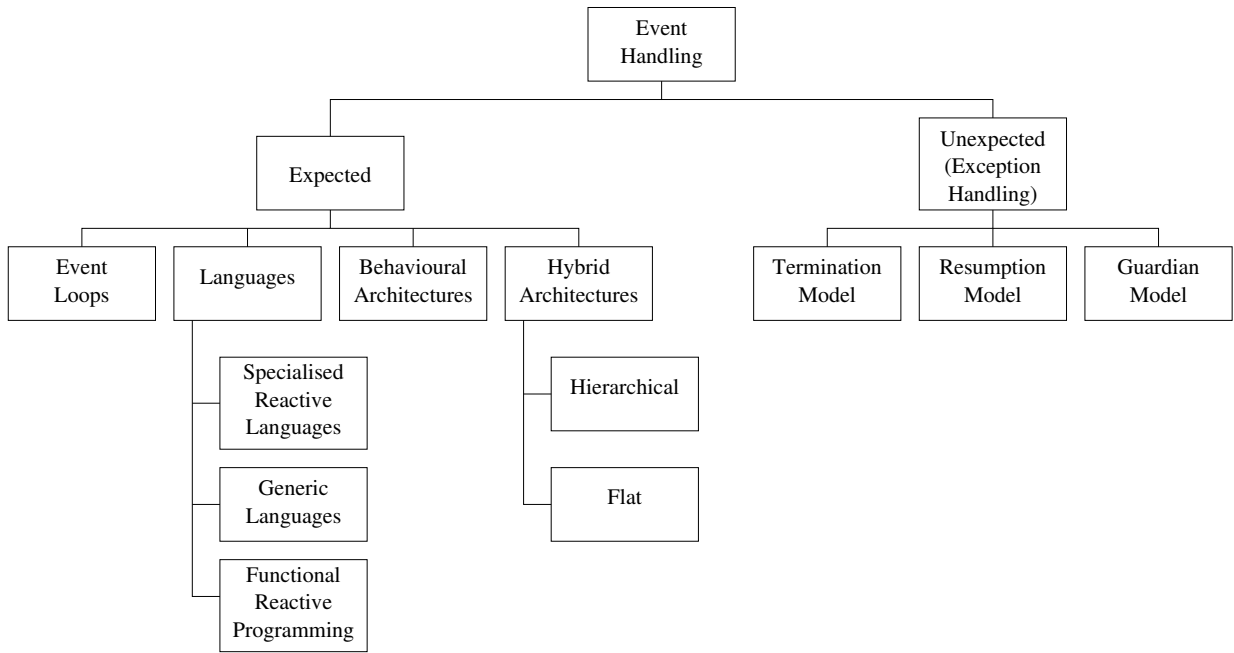 Event
Handling
Expected
Unexpected
(Exception
Handling)
Event
Loops
Languages
Behavioural
Architectures
Hybrid
Architectures
Termination
Model
Resumption
Model
Guardian
Model
Specialised
Reactive
Languages
Generic
Languages
Functional
Reactive
Programming
Hierarchical
Flat